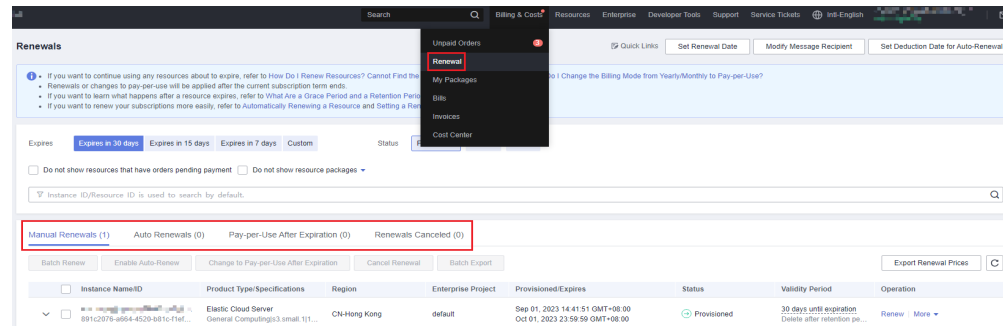 Search
Billing & Costs
Resources
Enterprise
Developer Tools
Support
Service Tickets
Intl-English
Renewals
Unpaid Orders
3
Renewal
My Packages
Bills
Invoices
Cost Center
Quick Links
Set Renewal Date
Modify Message Recipient
Set Deduction Date for Auto-Renewal
If you want to continue using any resources about to expire, refer to How Do I Renew Resources? Cannot Find the
o I Change the Billing Mode from Yearly/Monthly to Pay-per-Use?
Renewals or changes to pay-per-use will be applied after the current subscription term ends.
If you want to learn what happens after a resource expires, refer to What Are a Grace Period and a Retention Perio
If you want to renew your subscriptions more easily, refer to Automatically Renewing a Resource and Setting a Ren
Expires
Expires in 30 days
Expires in 15 days
Expires in 7 days
Custom
Status
Do not show resources that have orders pending payment
Do not show resource packages
Instance ID/Resource ID is used to search by default.
Manual Renewals (1)
Auto Renewals (0)
Pay-per-Use After Expiration (0)
Renewals Canceled (0)
Batch Renew
Enable Auto-Renew
Change to Pay-per-Use After Expiration
Cancel Renewal
Batch Export
Export Renewal Prices
Instance Name/ID
Product Type/Specifications
Region
Enterprise Project
Provisioned/Expires
Status
Validity Period
Operation
Elastic Cloud Server
891c2076-a664-4520-b81c-f1ef...
General Computing|s3.small.1|1...
CN-Hong Kong
default
Sep 01, 2023 14:41:51 GMT+08:00
Oct 01, 2023 23:59:59 GMT+08:00
Provisioned
30 days until expiration
Delete after retention pe...
Renew
More